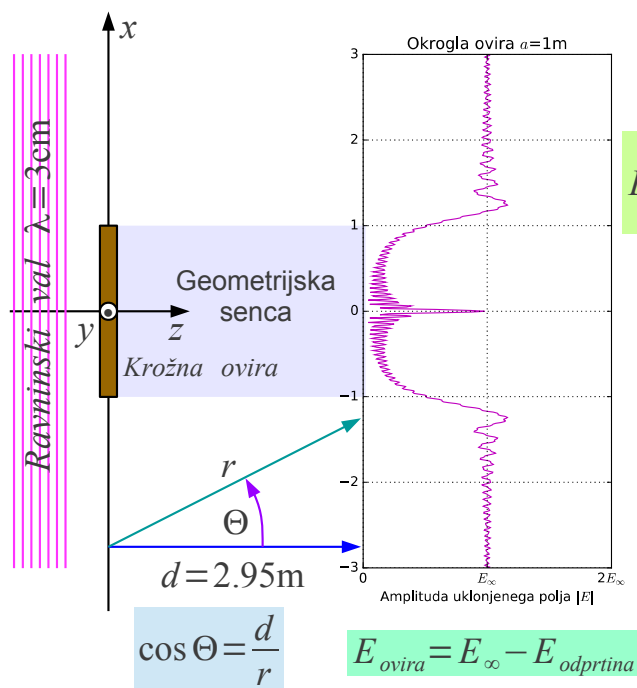 x
Okrogla ovira a=1m
Ravninski val λ=3cm
3
2
1
0
−1
−2
−3
Geometrijska
senca
y
z
Krožna ovira
r
Θ
d=2.95m
0
E∞
2E∞
Amplituda uklonjenega polja |E|
cos Θ = d/r
E_ovira = E∞ − E_odprtina